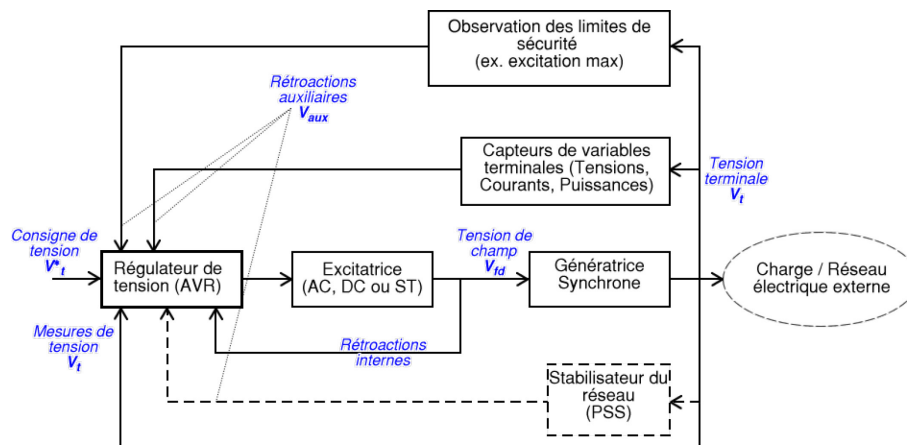 Observation des limites de
sécurité
(ex. excitation max)
Rétroactions
auxiliaires
Vaux
Capteurs de variables
terminales (Tensions,
Courants, Puissances)
Tension
terminale
Vt
Consigne de
tension
V*t
Régulateur de
tension (AVR)
Excitatrice
(AC, DC ou ST)
Tension
de champ
Vfd
Génératrice
Synchrone
Charge / Réseau
électrique externe
Mesures de
tension
Vt
Rétroactions
internes
Stabilisateur du
réseau
(PSS)